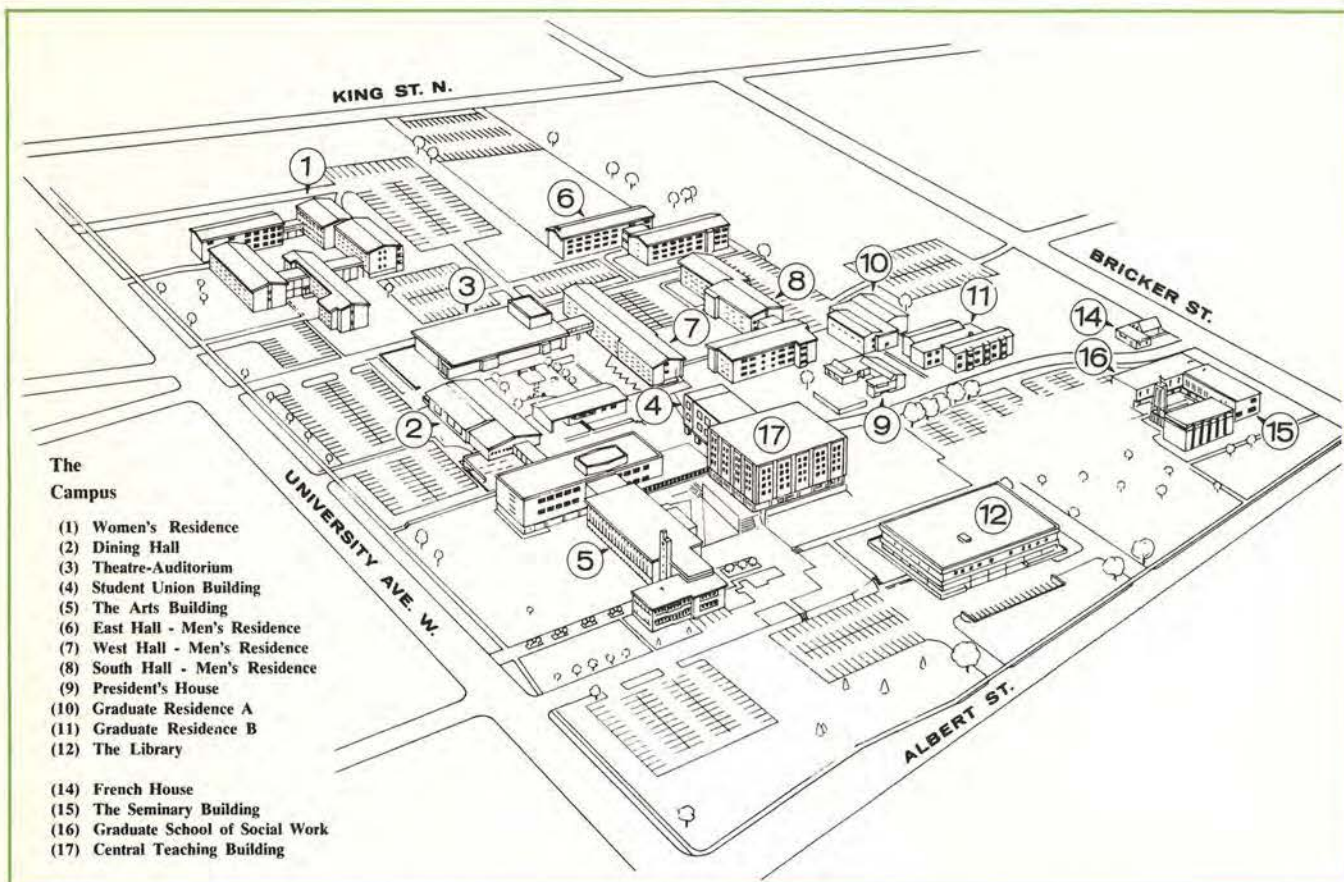 KING ST. N.
1
6
3
8
10
BRICKER ST.
11
14
7
16
2
4
17
9
15
12
5
UNIVERSITY AVE. W.
ALBERT ST.
The
Campus
(1) Women's Residence
(2) Dining Hall
(3) Theatre-Auditorium
(4) Student Union Building
(5) The Arts Building
(6) East Hall - Men's Residence
(7) West Hall - Men's Residence
(8) South Hall - Men's Residence
(9) President's House
(10) Graduate Residence A
(11) Graduate Residence B
(12) The Library
(14) French House
(15) The Seminary Building
(16) Graduate School of Social Work
(17) Central Teaching Building